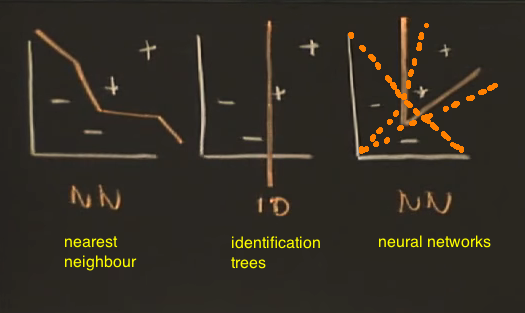 NN
ID
NN
nearest
neighbour
identification
trees
neural networks